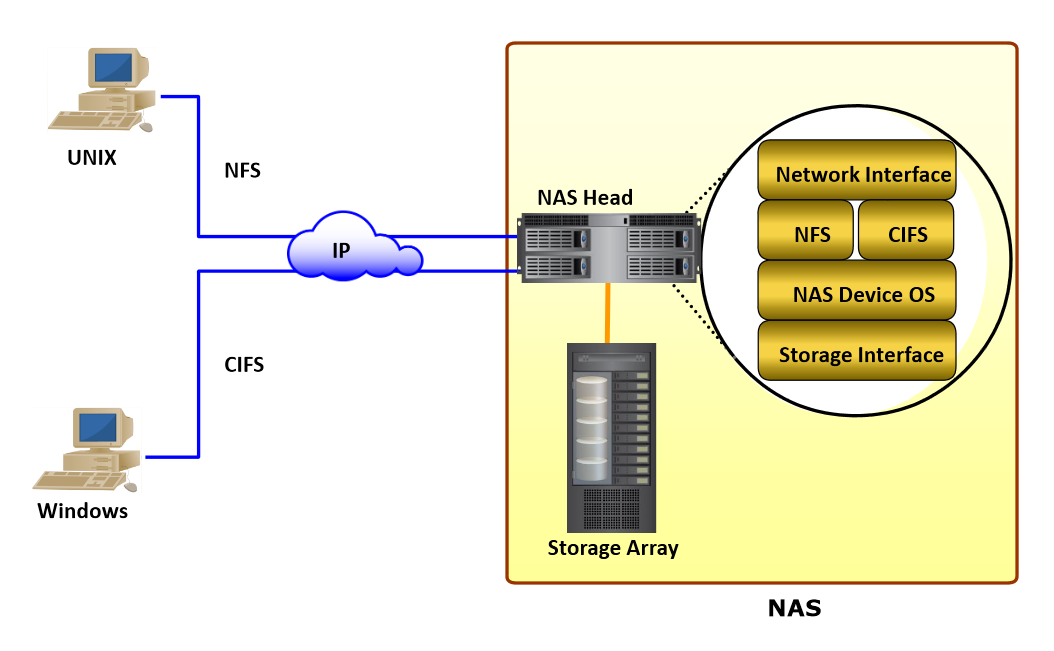 UNIX
NFS
IP
CIFS
Windows
NAS Head
Storage Array
Network Interface
NFS
CIFS
NAS Device OS
Storage Interface
NAS